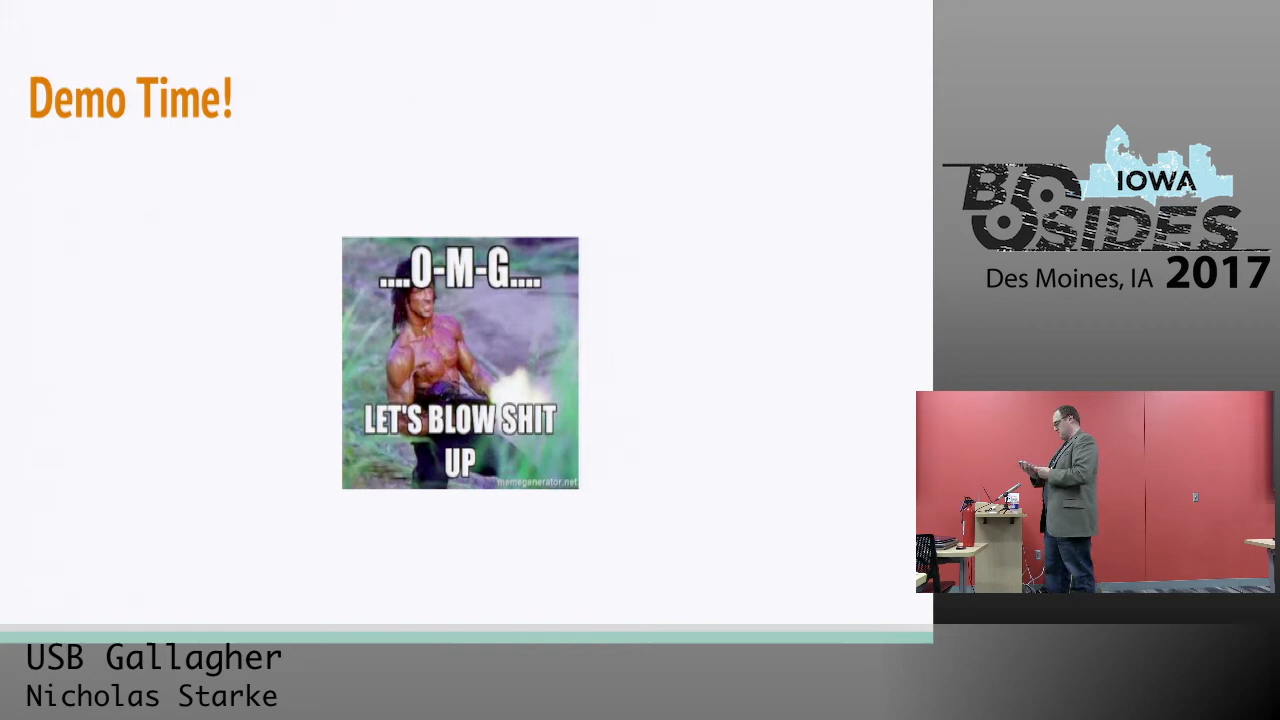 Demo Time!
....O-M-G....
LET'S BLOW SHIT
UP
memegenerator.net
IOWA
BSIDES
Des Moines, IA 2017
USB Gallagher
Nicholas Starke